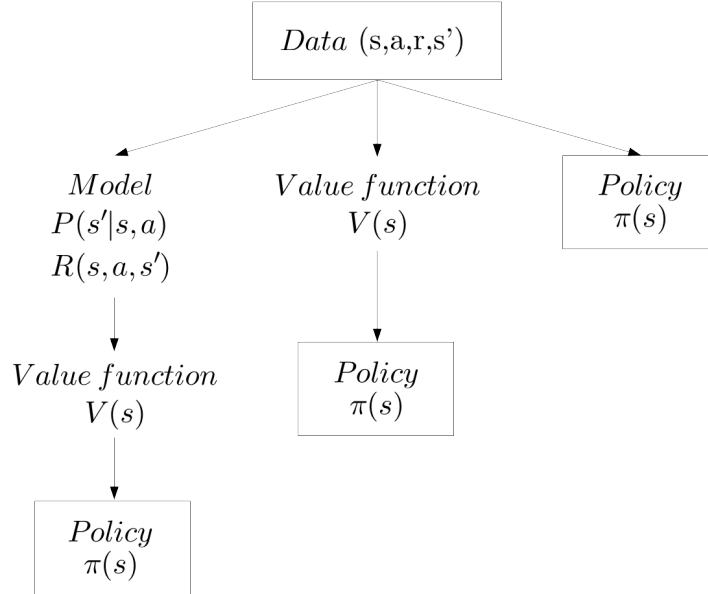 Data (s,a,r,s’)
Model
P(s′|s, a)
R(s, a, s′)
Value function
V(s)
Policy
π(s)
Value function
V(s)
Policy
π(s)
Policy
π(s)